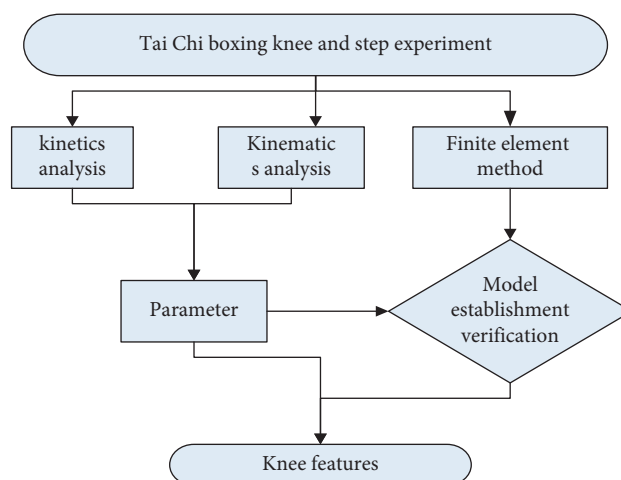 Tai Chi boxing knee and step experiment
kinetics
analysis
Kinematic
s analysis
Finite element
method
Parameter
Model
establishment
verification
Knee features